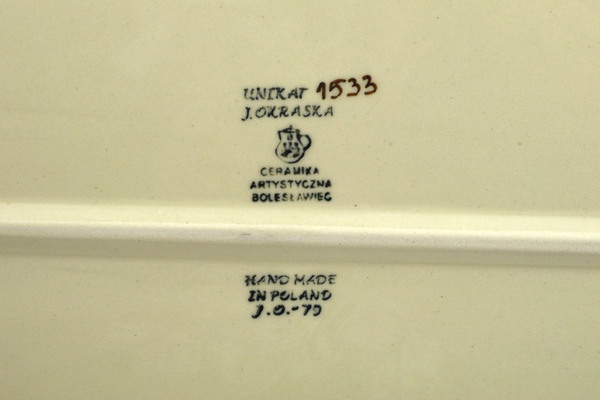 UNIKAT 1533
J. OKRASKA
CERAMIKA
ARTYSTYCZNA
BOLESŁAWIEC
HAND MADE
IN POLAND
J.O.-79